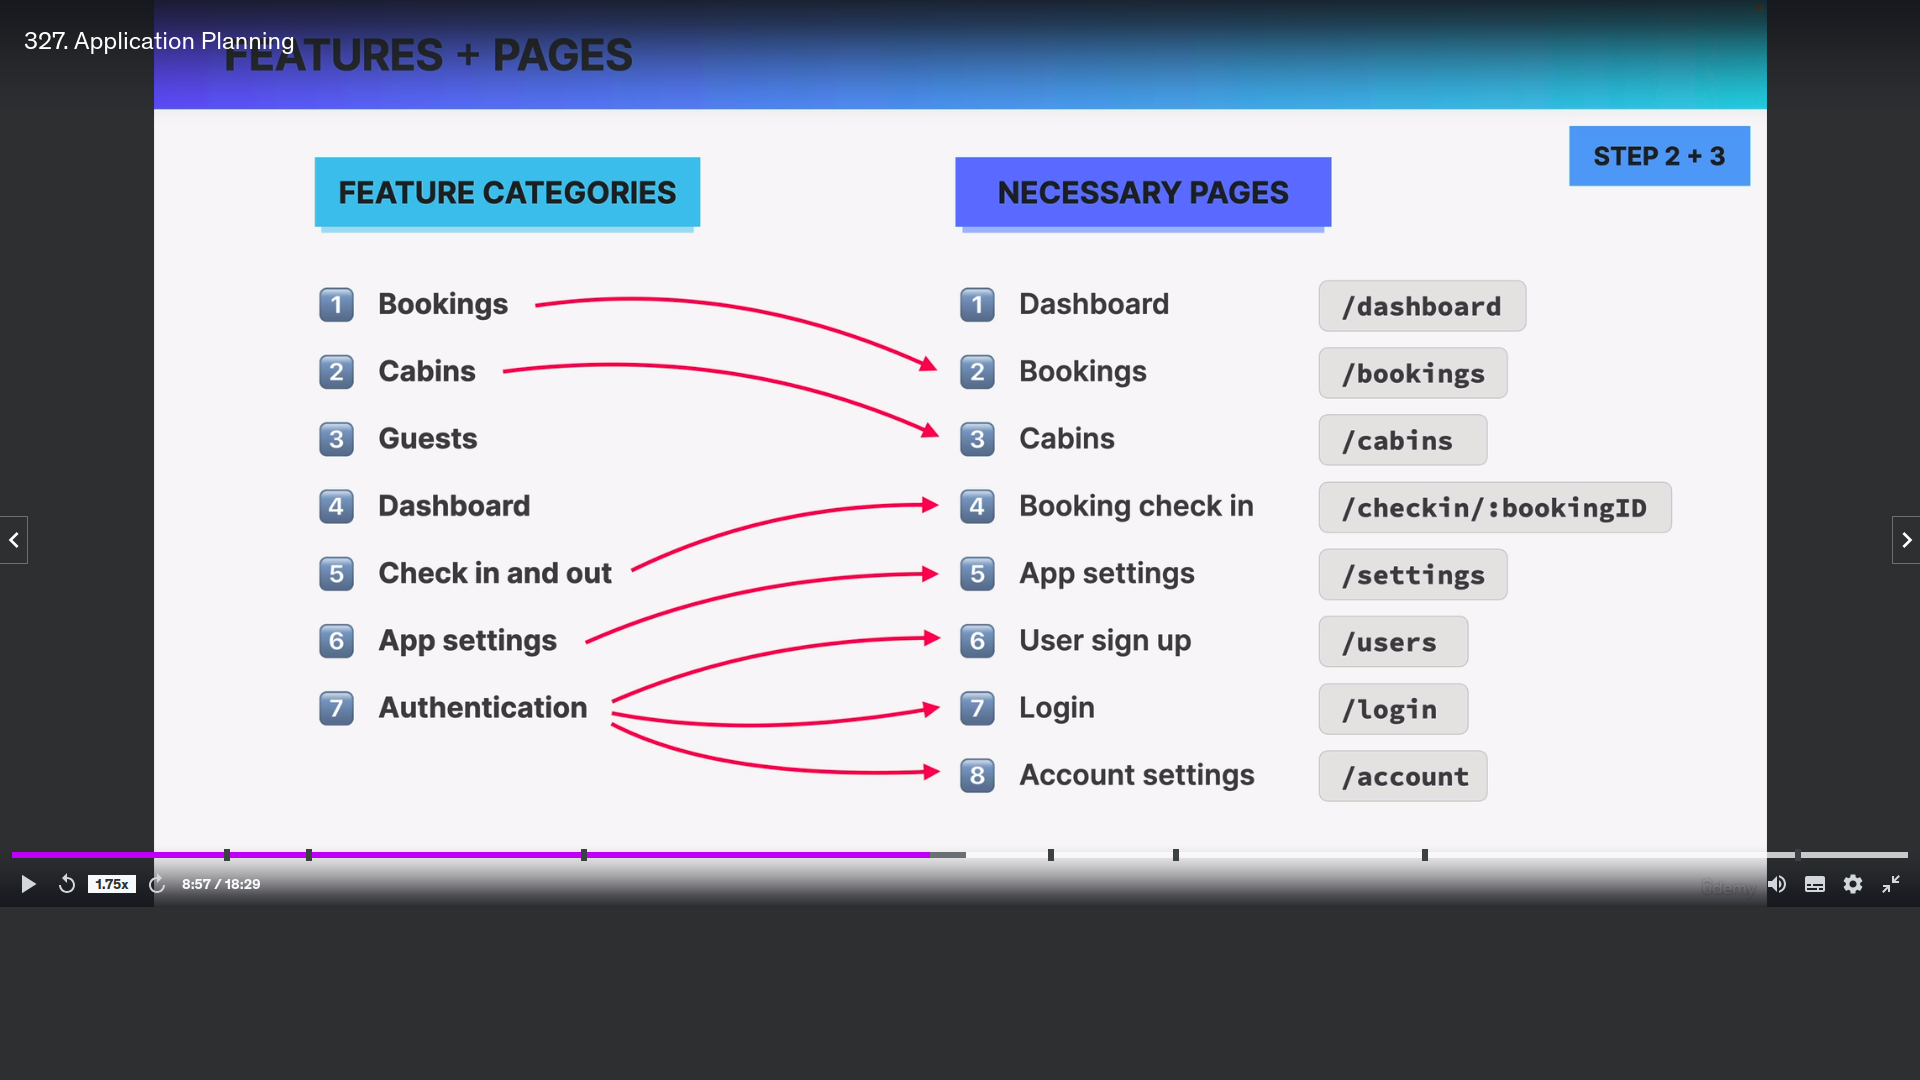 327. Application Planning
FEATURES + PAGES
STEP 2 + 3
FEATURE CATEGORIES
1 Bookings
2 Cabins
3 Guests
4 Dashboard
5 Check in and out
6 App settings
7 Authentication
NECESSARY PAGES
1 Dashboard /dashboard
2 Bookings /bookings
3 Cabins /cabins
4 Booking check in /checkin/:bookingID
5 App settings /settings
6 User sign up /users
7 Login /login
8 Account settings /account
1.75x
8:57 / 18:29
Udemy